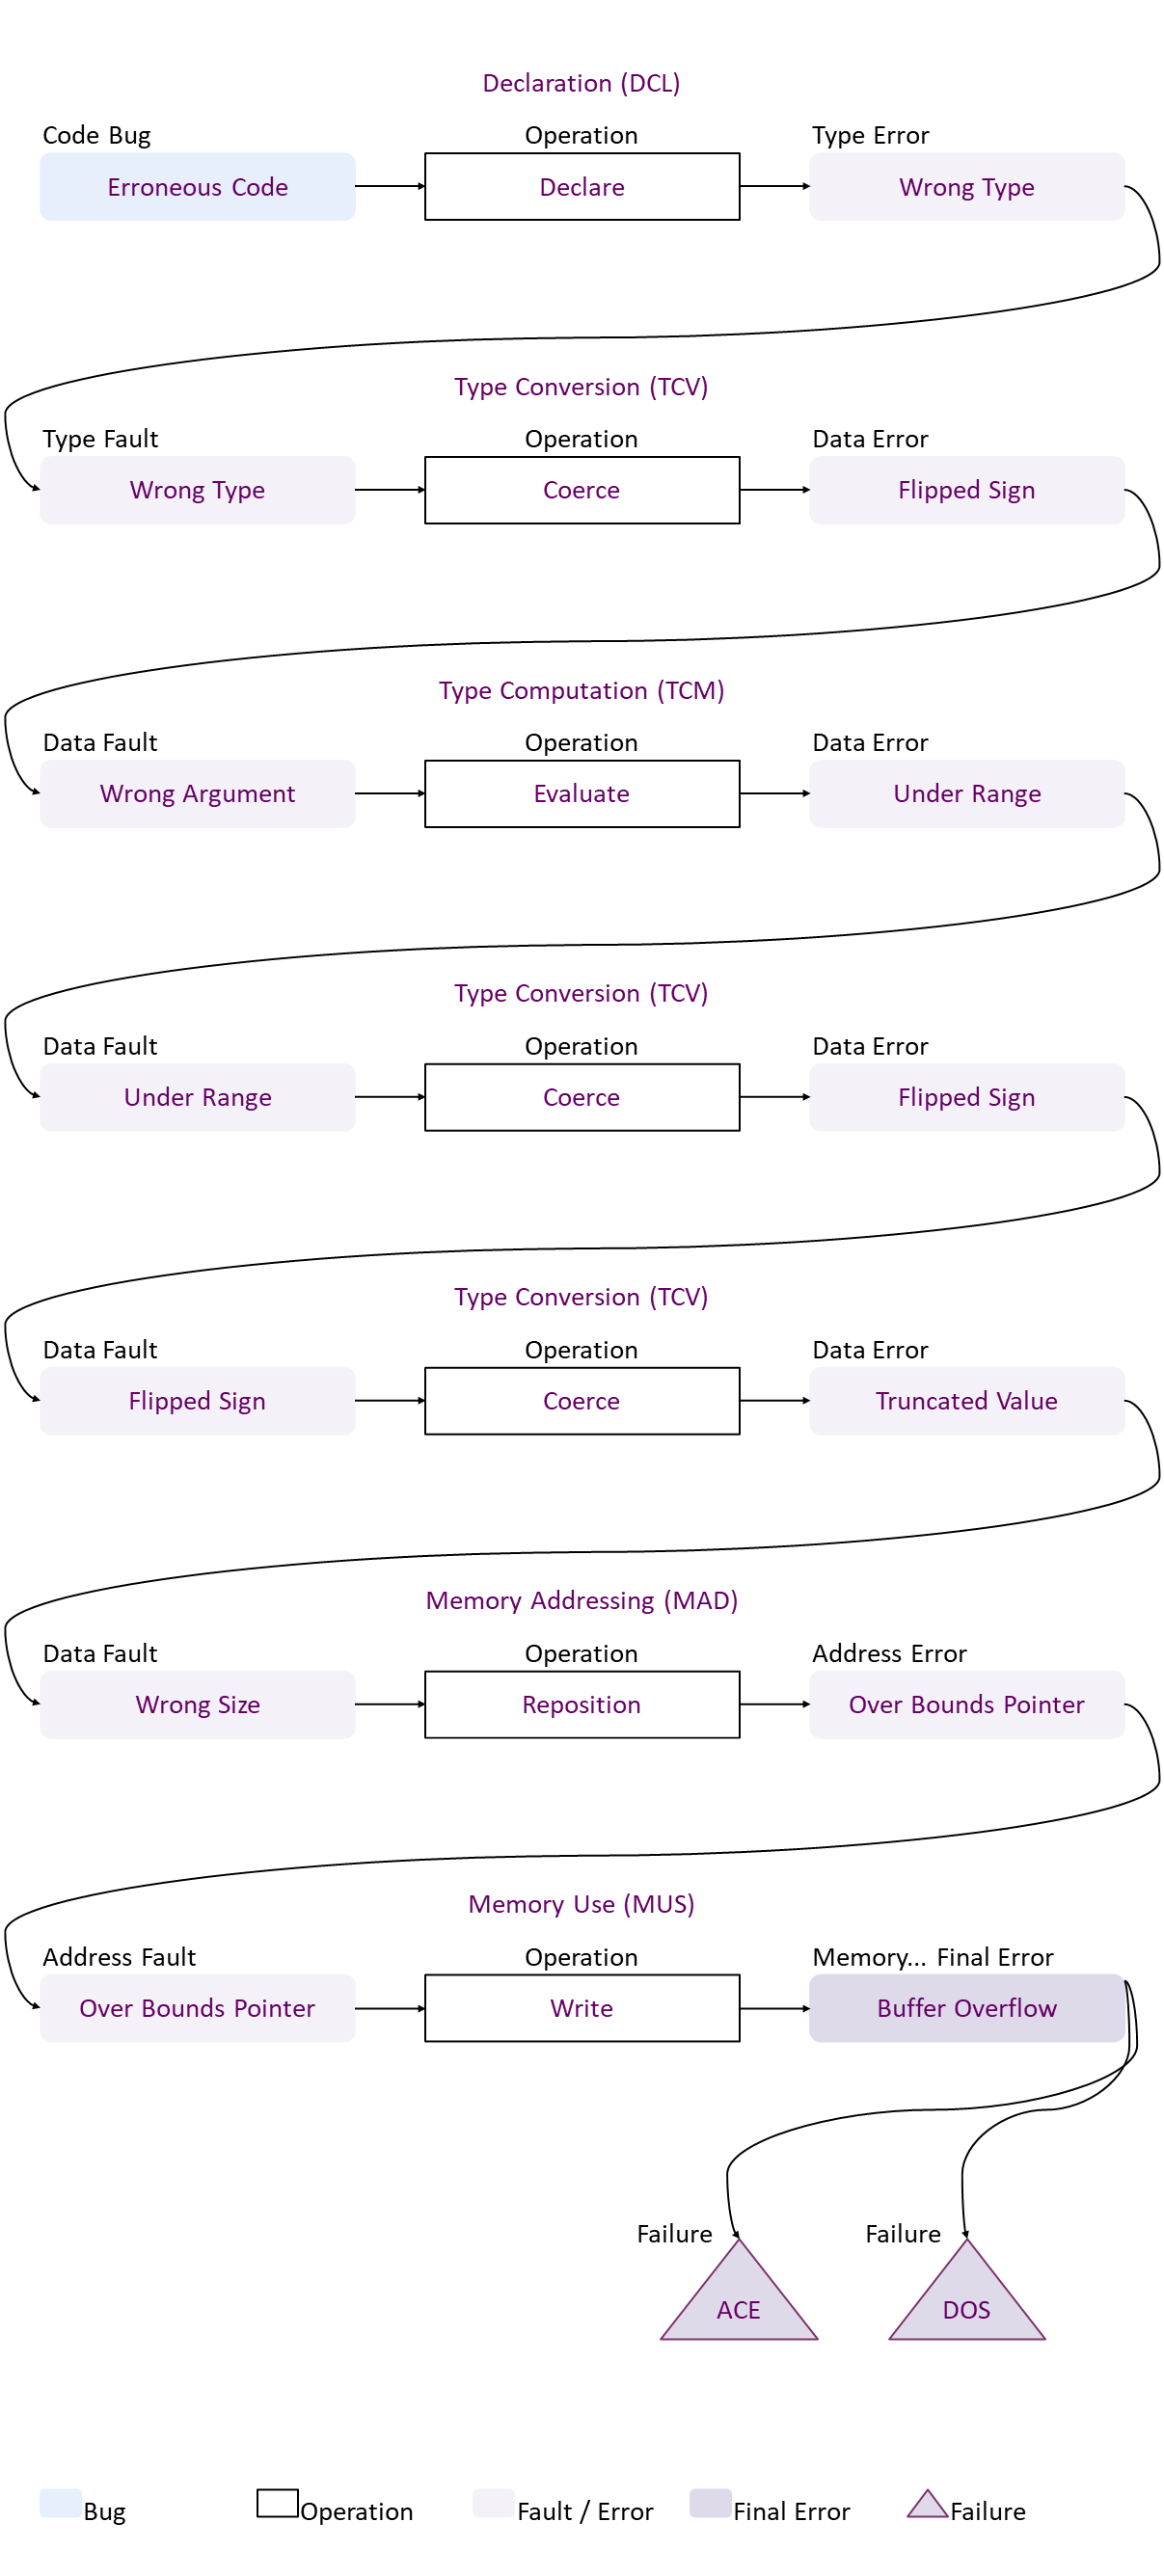 Declaration (DCL)
Code Bug Operation Type Error
Erroneous Code Declare Wrong Type
Type Conversion (TCV)
Type Fault Operation Data Error
Wrong Type Coerce Flipped Sign
Type Computation (TCM)
Data Fault Operation Data Error
Wrong Argument Evaluate Under Range
Type Conversion (TCV)
Data Fault Operation Data Error
Under Range Coerce Flipped Sign
Type Conversion (TCV)
Data Fault Operation Data Error
Flipped Sign Coerce Truncated Value
Memory Addressing (MAD)
Data Fault Operation Address Error
Wrong Size Reposition Over Bounds Pointer
Memory Use (MUS)
Address Fault Operation Memory... Final Error
Over Bounds Pointer Write Buffer Overflow
Failure Failure
ACE DOS
Bug Operation Fault / Error Final Error Failure